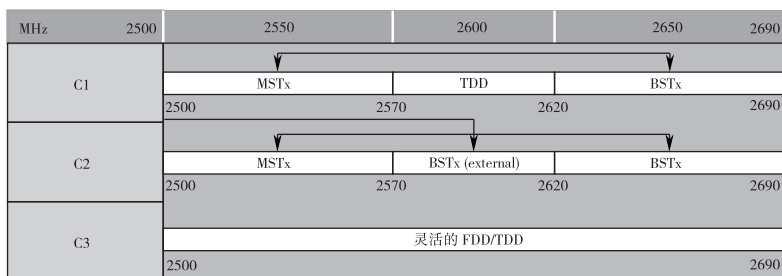 MHz 2500 2550 2600 2650 2690
C1 MSTx TDD BSTx
2500 2570 2620 2690
C2 MSTx BSTx (external) BSTx
2500 2570 2620 2690
C3 灵活的 FDD/TDD
2500 2690